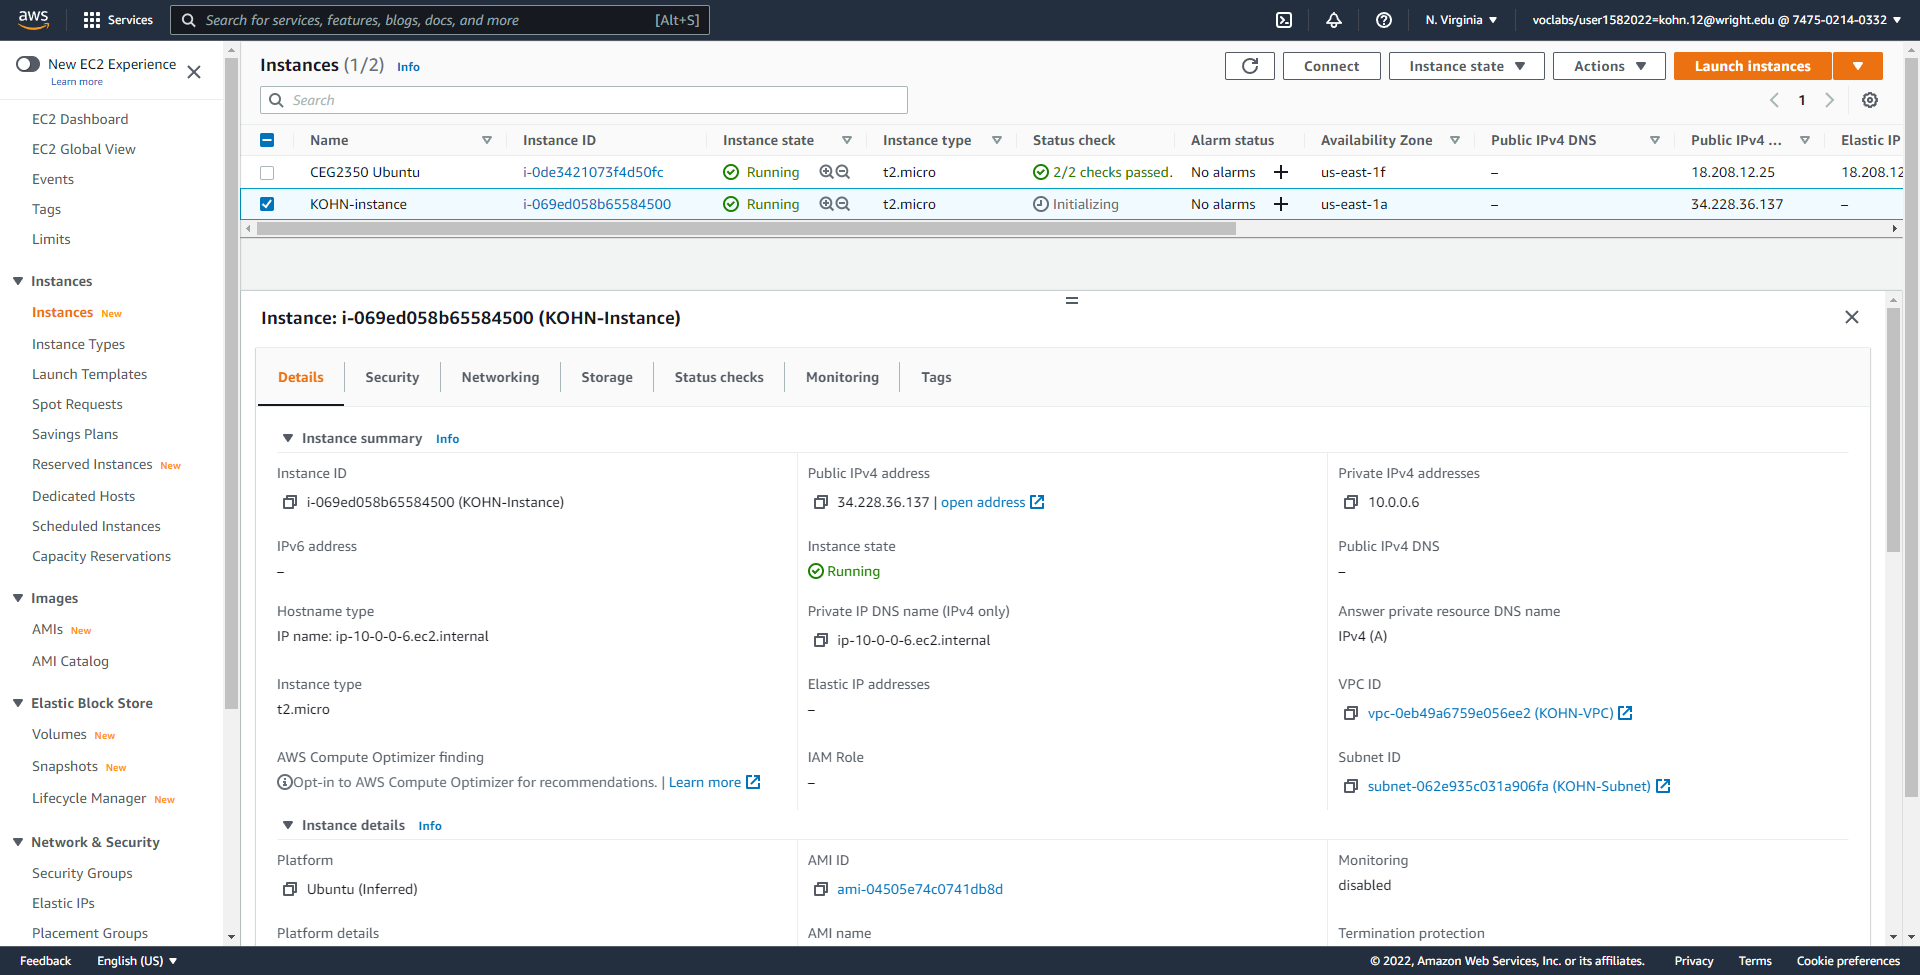 aws
Services
Search for services, features, blogs, docs, and more [Alt+S]
N. Virginia ▼
voclabs/user1582022=kohn.12@wright.edu @ 7475-0214-0332 ▼
New EC2 Experience
Learn more
EC2 Dashboard
EC2 Global View
Events
Tags
Limits
Instances
Instances New
Instance Types
Launch Templates
Spot Requests
Savings Plans
Reserved Instances New
Dedicated Hosts
Scheduled Instances
Capacity Reservations
Images
AMIs New
AMI Catalog
Elastic Block Store
Volumes New
Snapshots New
Lifecycle Manager New
Network & Security
Security Groups
Elastic IPs
Placement Groups
Instances (1/2) Info
Connect
Instance state ▼
Actions ▼
Launch instances ▼
Search
1
Name Instance ID Instance state Instance type Status check Alarm status Availability Zone Public IPv4 DNS Public IPv4 ... Elastic IP
CEG2350 Ubuntu i-0de3421073f4d50fc Running t2.micro 2/2 checks passed. No alarms + us-east-1f – 18.208.12.25 18.208.12
KOHN-instance i-069ed058b65584500 Running t2.micro Initializing No alarms + us-east-1a – 34.228.36.137 –
Instance: i-069ed058b65584500 (KOHN-Instance)
Details Security Networking Storage Status checks Monitoring Tags
Instance summary Info
Instance ID
i-069ed058b65584500 (KOHN-Instance)
Public IPv4 address
34.228.36.137 | open address
Private IPv4 addresses
10.0.0.6
IPv6 address
–
Instance state
Running
Public IPv4 DNS
–
Hostname type
IP name: ip-10-0-0-6.ec2.internal
Private IP DNS name (IPv4 only)
ip-10-0-0-6.ec2.internal
Answer private resource DNS name
IPv4 (A)
Instance type
t2.micro
Elastic IP addresses
–
VPC ID
vpc-0eb49a6759e056ee2 (KOHN-VPC)
AWS Compute Optimizer finding
Opt-in to AWS Compute Optimizer for recommendations. | Learn more
IAM Role
–
Subnet ID
subnet-062e935c031a906fa (KOHN-Subnet)
Instance details Info
Platform
Ubuntu (Inferred)
AMI ID
ami-04505e74c0741db8d
Monitoring
disabled
Platform details
AMI name
Termination protection
Feedback
English (US) ▼
© 2022, Amazon Web Services, Inc. or its affiliates.
Privacy
Terms
Cookie preferences